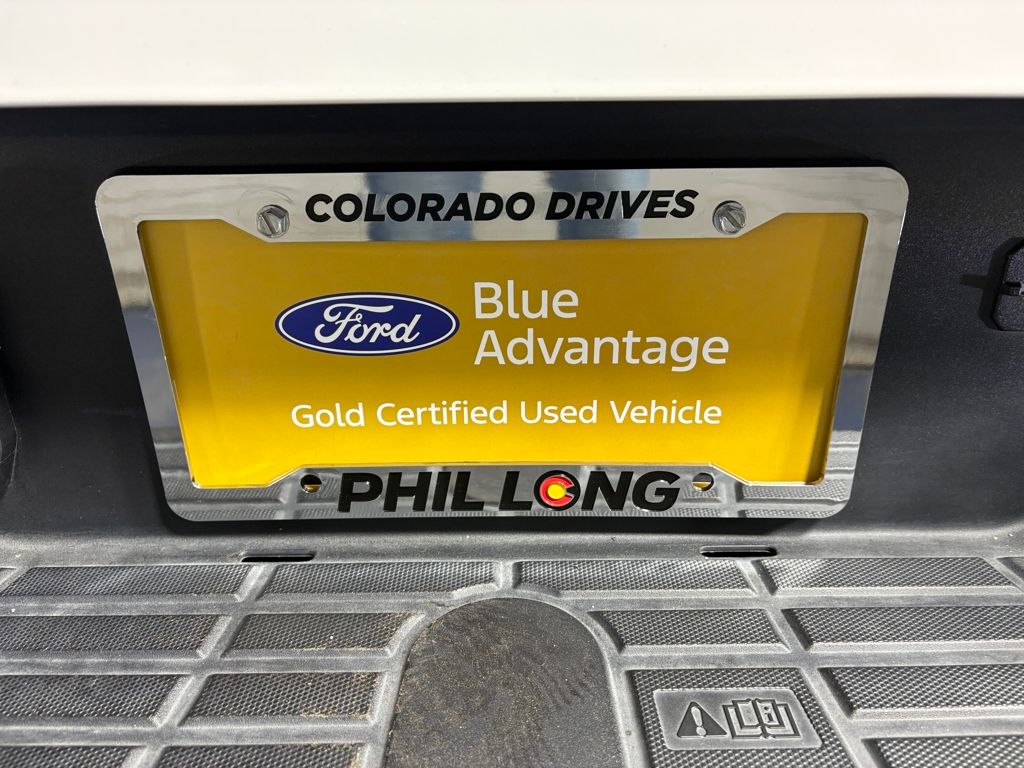 COLORADO DRIVES
Ford
Blue
Advantage
Gold Certified Used Vehicle
PHIL LONG